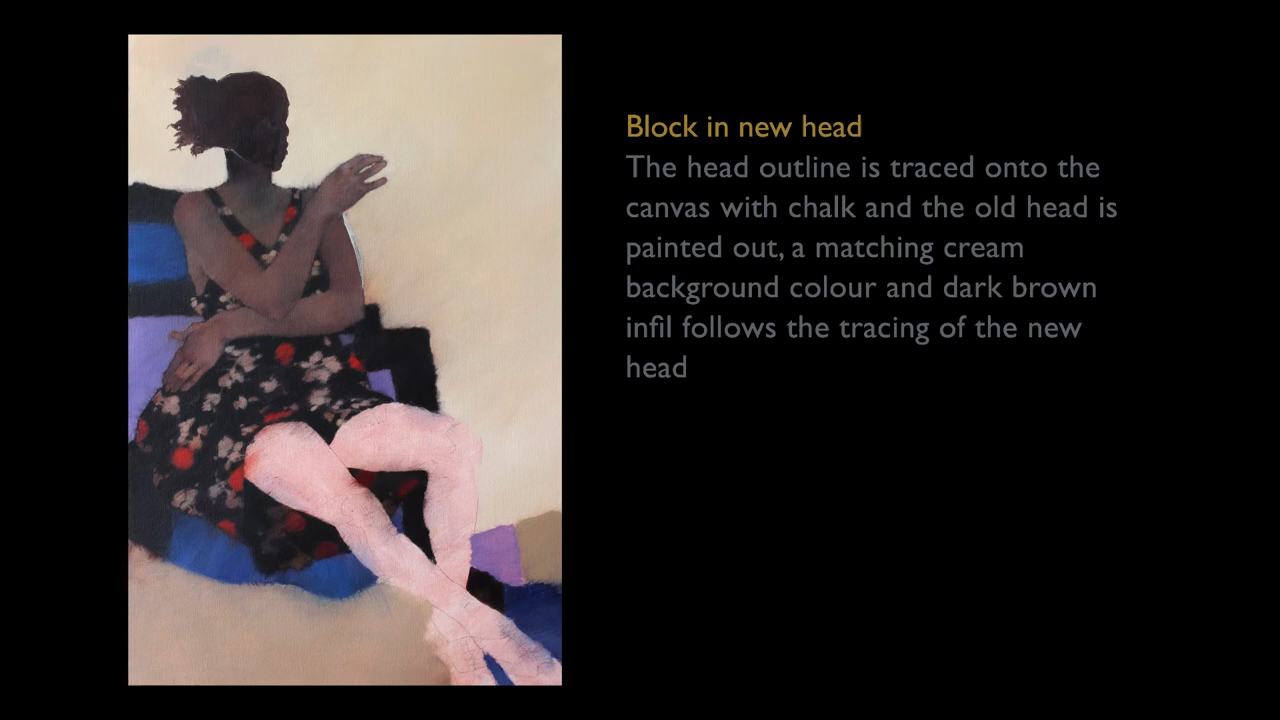 Block in new head
The head outline is traced onto the
canvas with chalk and the old head is
painted out, a matching cream
background colour and dark brown
infil follows the tracing of the new
head